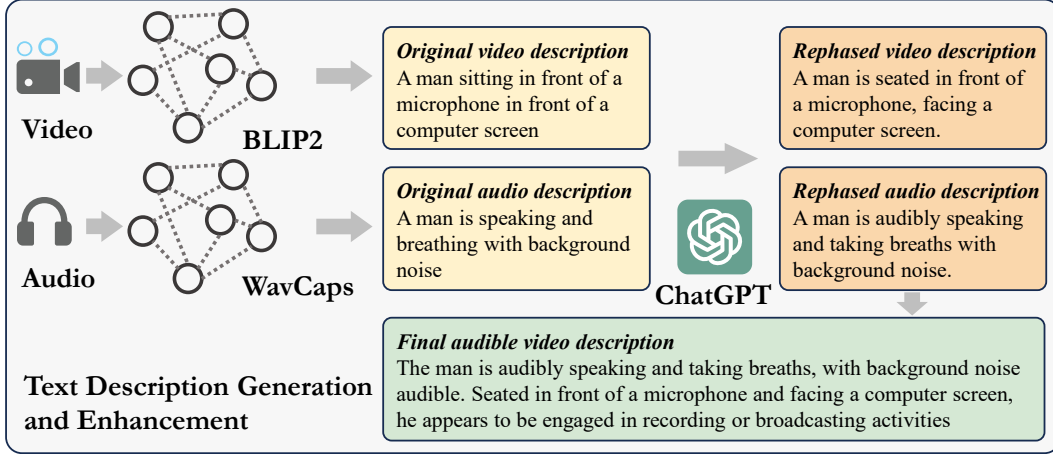 Video
BLIP2
Original video description
A man sitting in front of a
microphone in front of a
computer screen
Rephased video description
A man is seated in front of
a microphone, facing a
computer screen.
Audio
WavCaps
Original audio description
A man is speaking and
breathing with background
noise
ChatGPT
Rephased audio description
A man is audibly speaking
and taking breaths with
background noise.
Text Description Generation
and Enhancement
Final audible video description
The man is audibly speaking and taking breaths, with background noise
audible. Seated in front of a microphone and facing a computer screen,
he appears to be engaged in recording or broadcasting activities